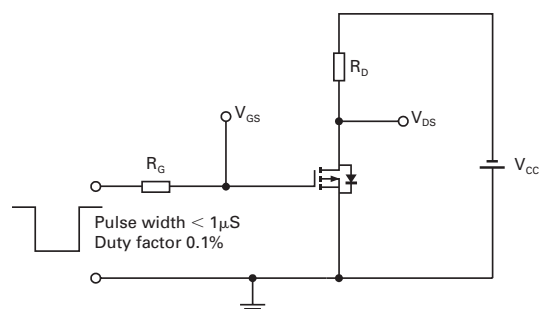 R_D
V_GS
V_DS
R_G
V_CC
Pulse width < 1μS
Duty factor 0.1%